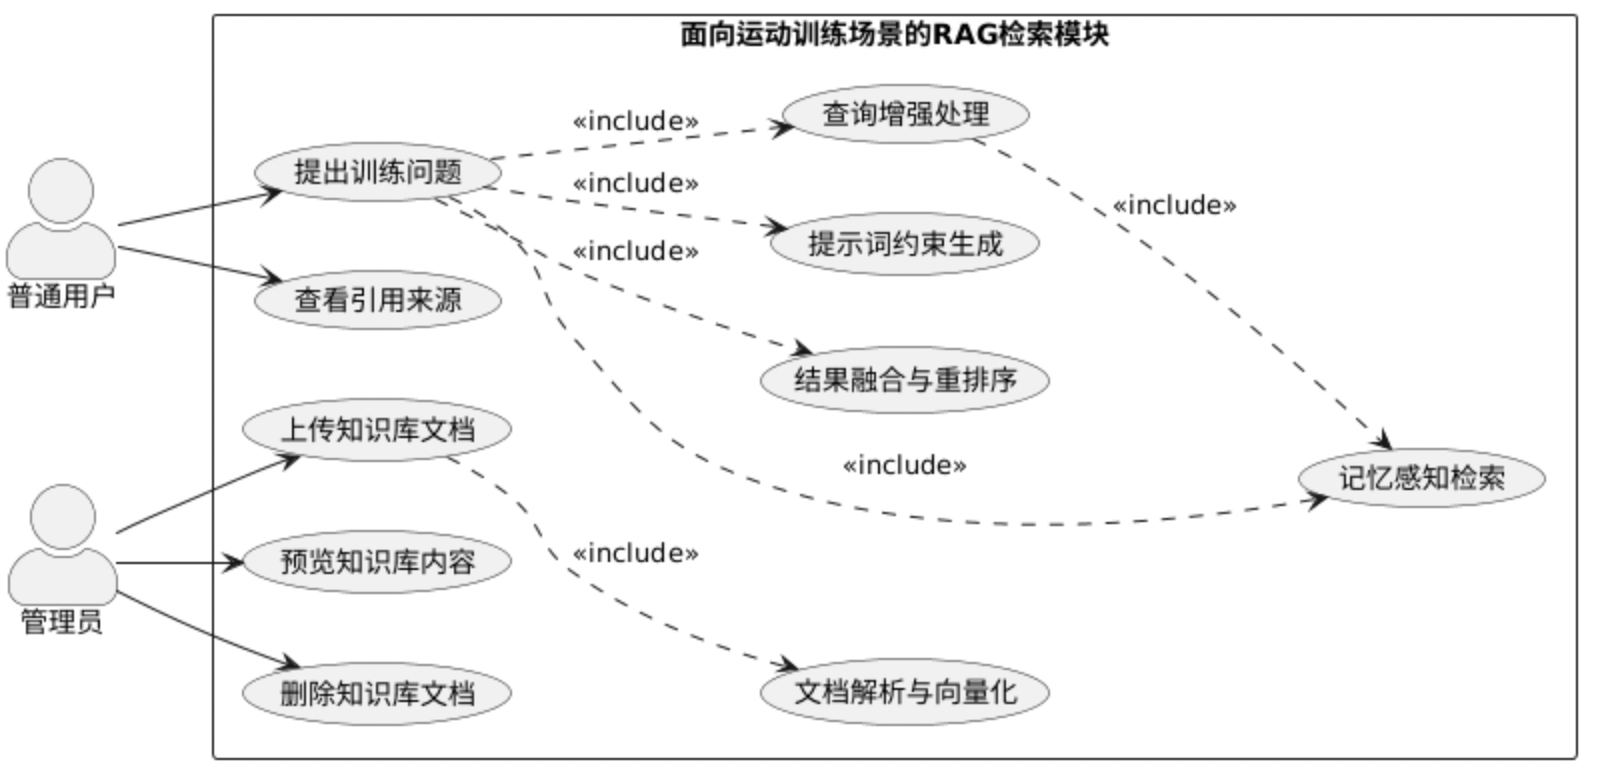 面向运动训练场景的RAG检索模块
查询增强处理
«include»
提出训练问题
«include»
«include»
提示词约束生成
«include»
普通用户
查看引用来源
结果融合与重排序
上传知识库文档
«include»
记忆感知检索
«include»
预览知识库内容
管理员
删除知识库文档
文档解析与向量化